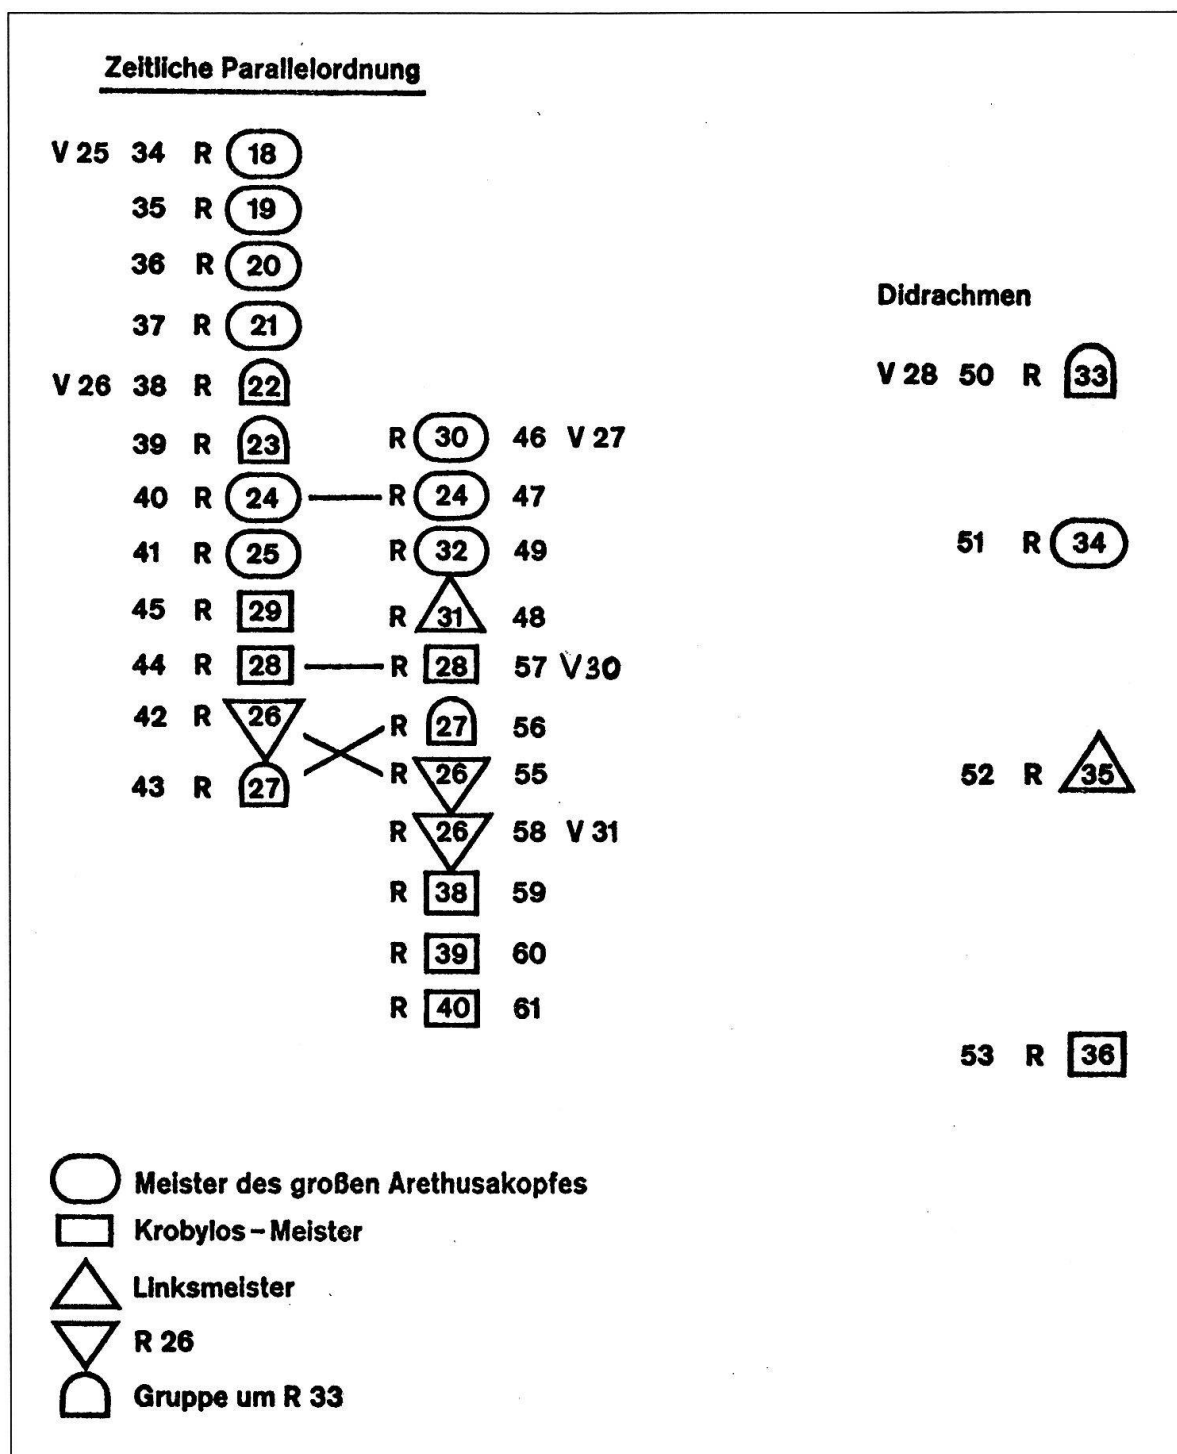 Zeitliche Parallelordnung
V 25 34 R 18
35 R 19
36 R 20
37 R 21
Didrachmen
V 26 38 R 22
V 28 50 R 33
39 R 23 R 30 46 V 27
40 R 24 R 24 47
41 R 25 R 32 49
51 R 34
45 R 29 R 31 48
44 R 28 R 28 57 V30
42 R 26 R 27 56
43 R 27 R 26 55
52 R 35
R 26 58 V 31
R 38 59
R 39 60
R 40 61
53 R 36
Meister des großen Arethusakopfes
Krobylos – Meister
Linksmeister
R 26
Gruppe um R 33